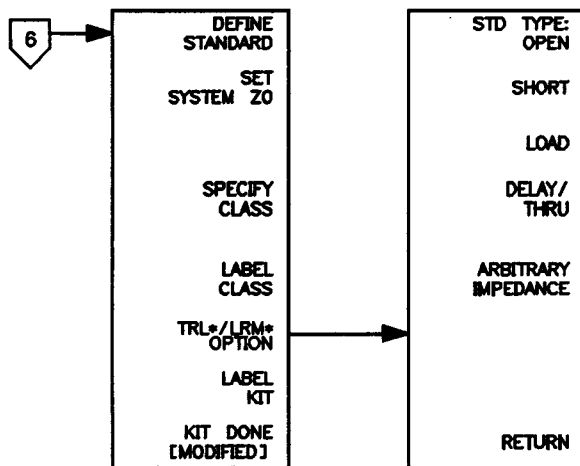 6
DEFINE
STANDARD
SET
SYSTEM ZO
SPECIFY
CLASS
LABEL
CLASS
TRL*/LRM*
OPTION
LABEL
KIT
KIT DONE
[MODIFIED]
STD TYPE:
OPEN
SHORT
LOAD
DELAY/
THRU
ARBITRARY
IMPEDANCE
RETURN